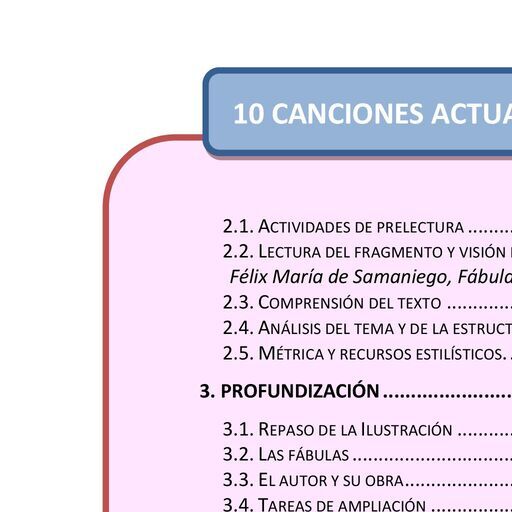 10 CANCIONES ACTUA
2.1. ACTIVIDADES DE PRELECTURA ........
2.2. LECTURA DEL FRAGMENTO Y VISIÓN
Félix María de Samaniego, Fábula
2.3. COMPRENSIÓN DEL TEXTO ............
2.4. ANÁLISIS DEL TEMA Y DE LA ESTRUCT
2.5. MÉTRICA Y RECURSOS ESTILÍSTICOS. .
3. PROFUNDIZACIÓN.......................
3.1. REPASO DE LA ILUSTRACIÓN ..........
3.2. LAS FÁBULAS ............................
3.3. EL AUTOR Y SU OBRA...................
3.4. TAREAS DE AMPLIACIÓN ..............